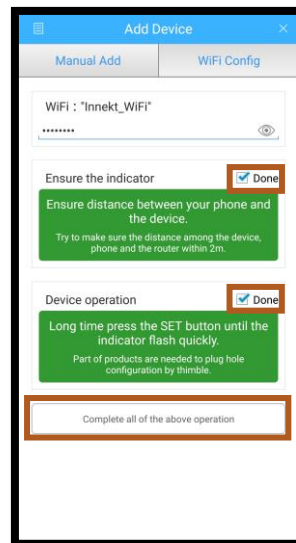 Add Device
Manual Add
WiFi Config
WiFi : "Innekt_WiFi"
••••••••
Ensure the indicator
Done
Ensure distance between your phone and
the device.
Try to make sure the distance among the device,
phone and the router within 2m.
Device operation
Done
Long time press the SET button until the
indicator flash quickly.
Part of products are needed to plug hole
configuration by thimble.
Complete all of the above operation